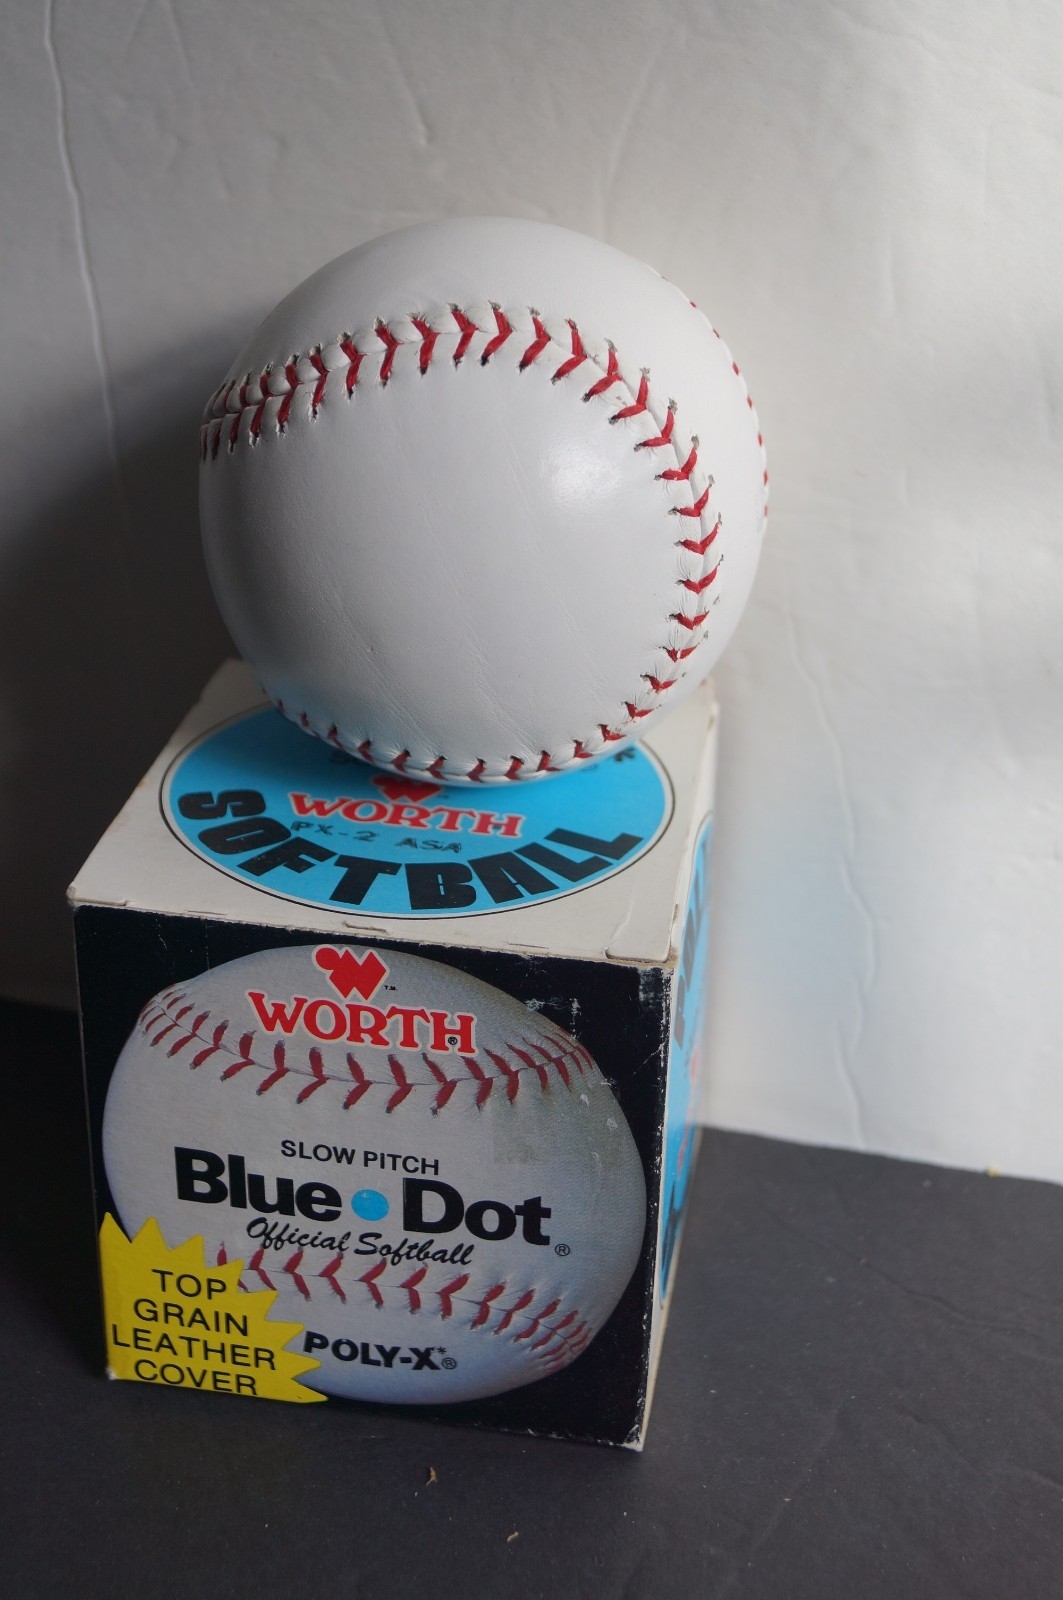 WORTH
PX-2 ASA
SOFTBALL
WORTH®
T.M.
SLOW PITCH
Blue Dot®
Official Softball
TOP
GRAIN
LEATHER
COVER
POLY-X*®